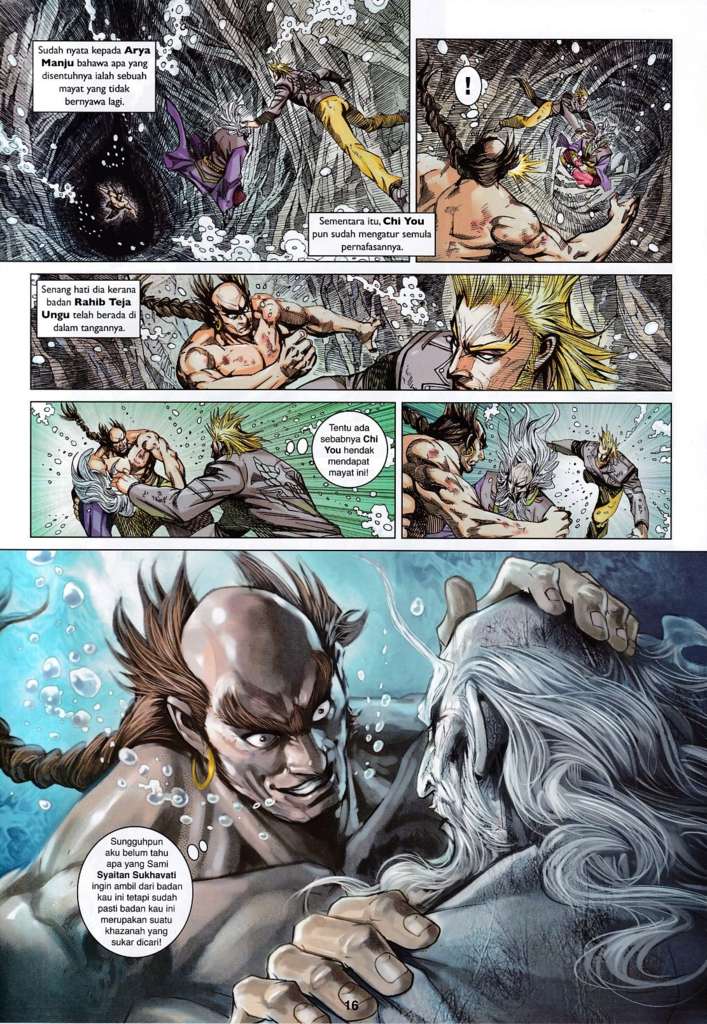 Sudah nyata kepada Arya
Manju bahawa apa yang
disentuhnya ialah sebuah
mayat yang tidak
bernyawa lagi.
Sementara itu, Chi You
pun sudah mengatur semula
pernafasannya.
!
Senang hati dia kerana
badan Rahib Teja
Ungu telah berada di
dalam tangannya.
Tentu ada
sebabnya Chi
You hendak
mendapat
mayat ini!
Sungguhpun
aku belum tahu
apa yang Sami
Syaitan Sukhavati
ingin ambil dari badan
kau ini tetapi sudah
pasti badan kau ini
merupakan suatu
khazanah yang
sukar dicari!
16